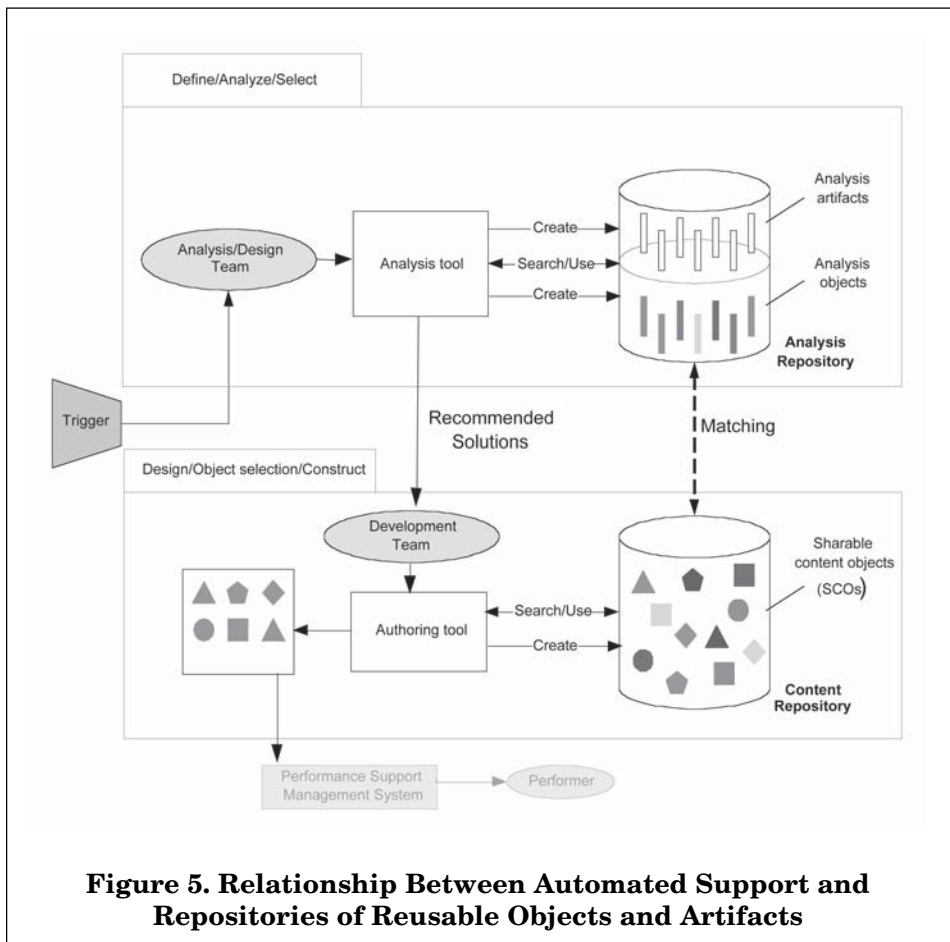 Define/Analyze/Select
Analysis
artifacts
Analysis/Design
Team
Analysis tool
Create
Search/Use
Create
Analysis
objects
Analysis
Repository
Trigger
Recommended
Solutions
Matching
Design/Object selection/Construct
Development
Team
Sharable
content objects
(SCOs)
Authoring tool
Search/Use
Create
Content
Repository
Performance Support
Management System
Performer
Figure 5. Relationship Between Automated Support and
Repositories of Reusable Objects and Artifacts